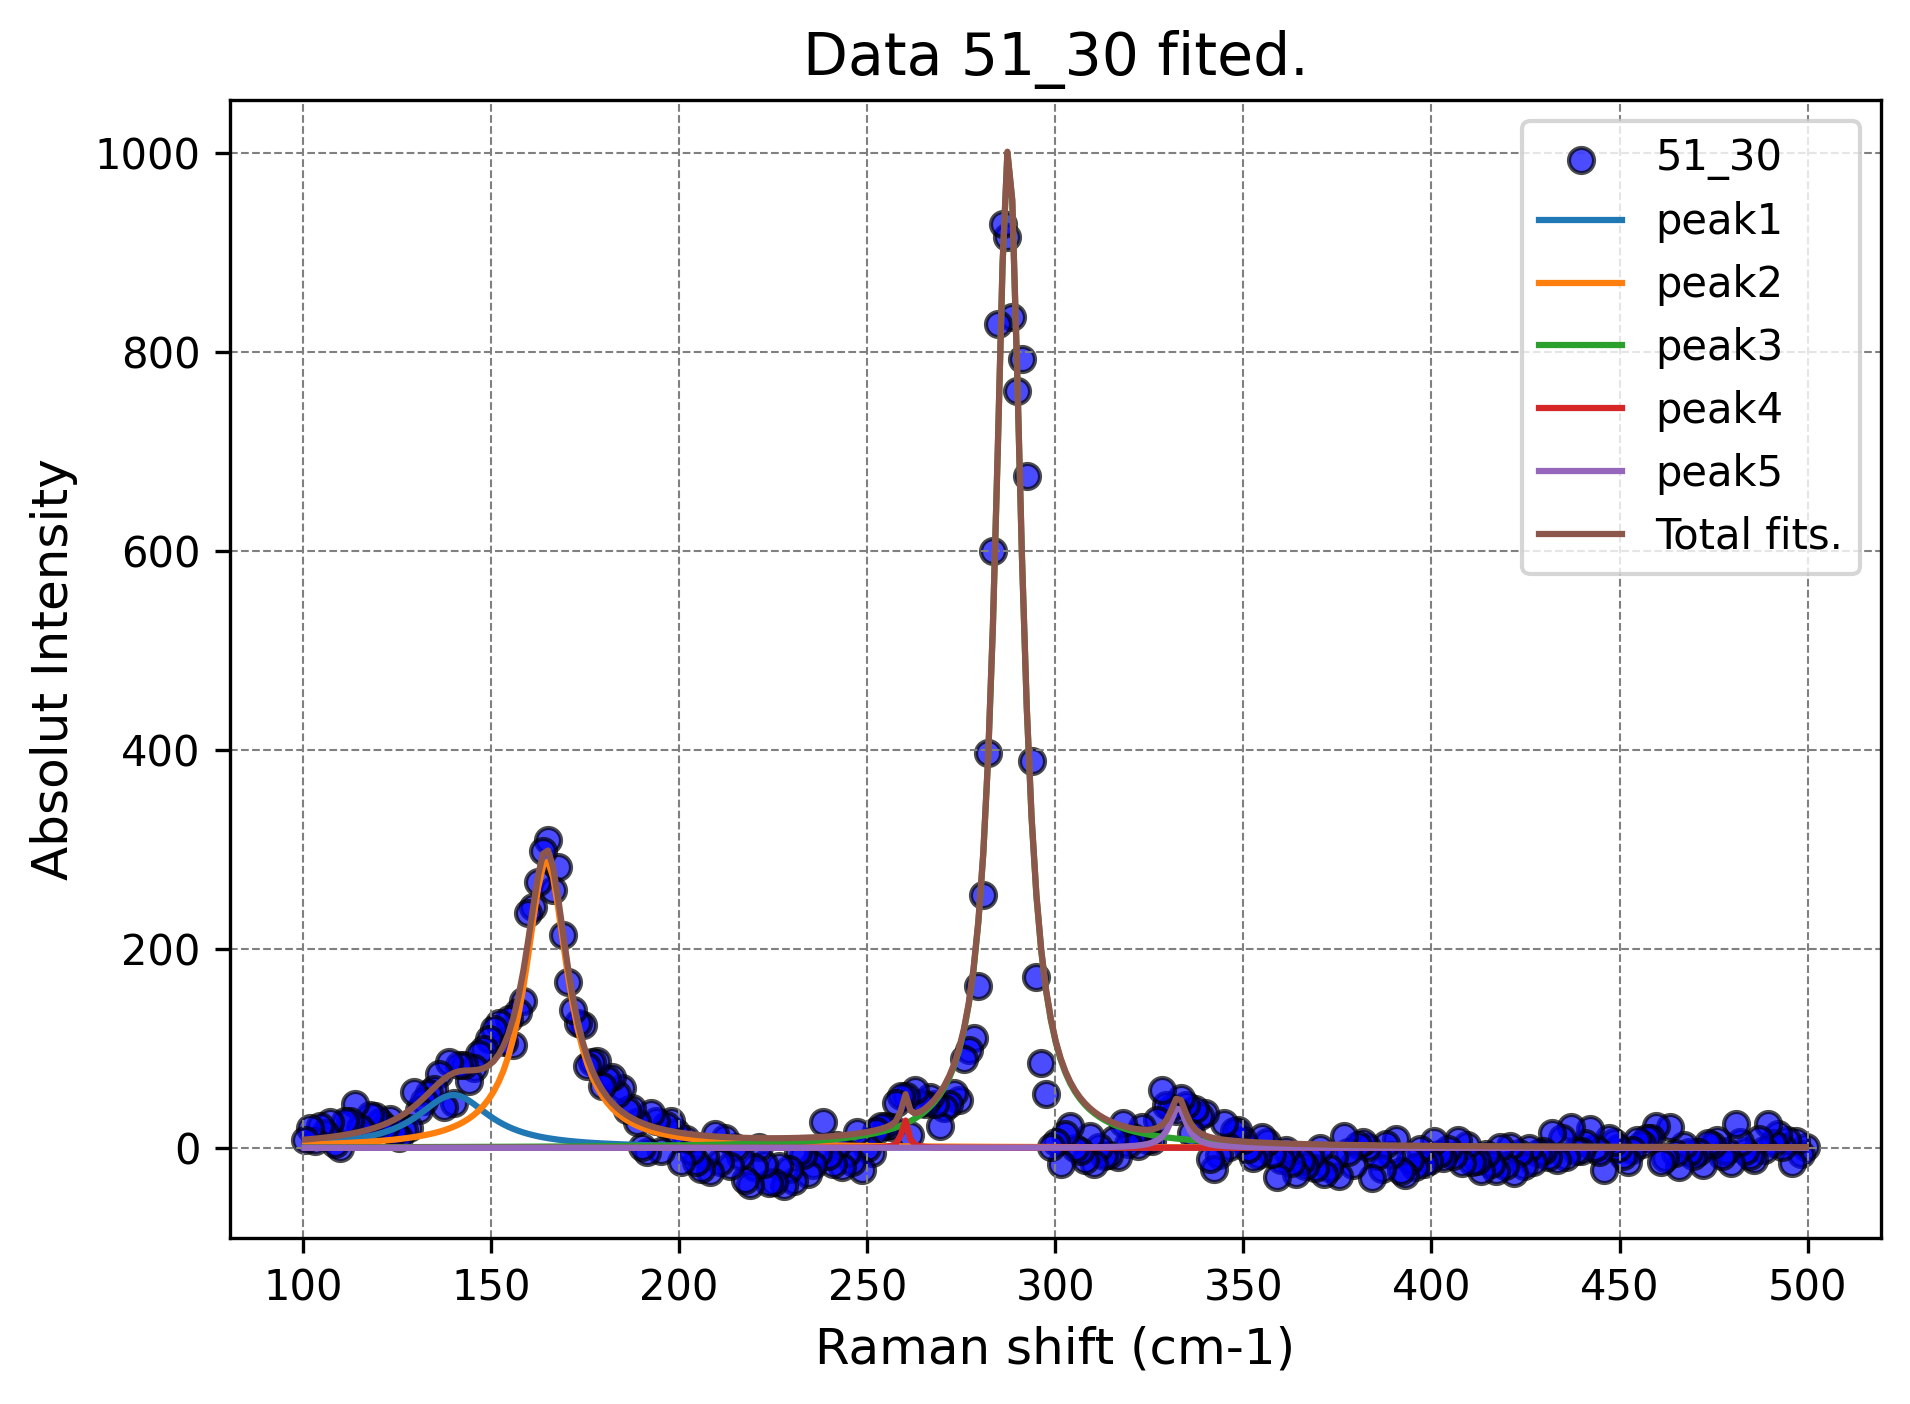 Data 51_30 fited.
1000
800
600
400
200
0
Absolut Intensity
100 150 200 250 300 350 400 450 500
Raman shift (cm-1)
51_30
peak1
peak2
peak3
peak4
peak5
Total fits.